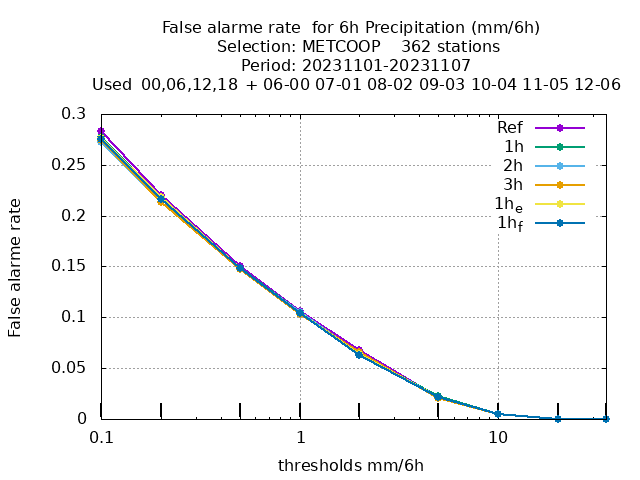 False alarme rate  for 6h Precipitation (mm/6h)
Selection: METCOOP    362 stations
Period: 20231101-20231107
Used  00,06,12,18  + 06-00 07-01 08-02 09-03 10-04 11-05 12-06
0.3
0.25
0.2
0.15
0.1
0.05
0
False alarme rate
Ref
1h
2h
3h
1he
1hf
0.1
1
10
thresholds mm/6h